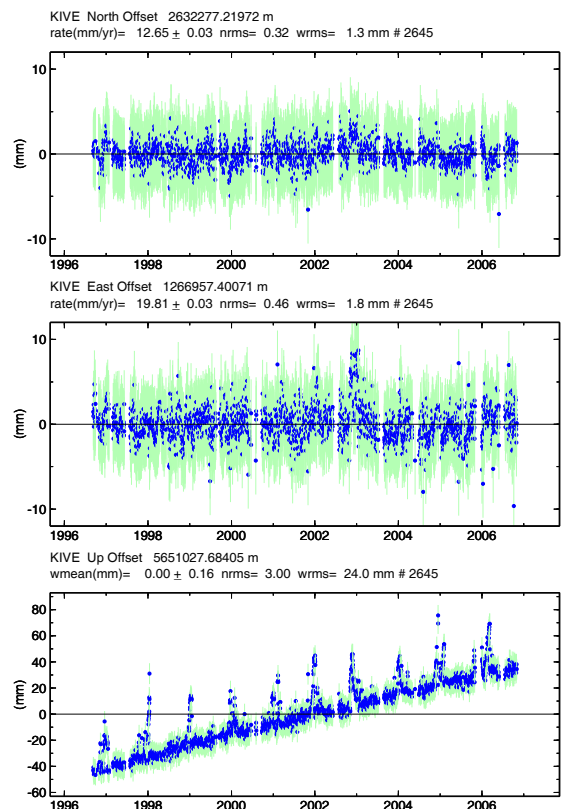 KIVE North Offset 2632277.21972 m
rate(mm/yr)= 12.65 ± 0.03 nrms= 0.32 wrms= 1.3 mm # 2645
10
0
-10
(mm)
1996 1998 2000 2002 2004 2006
KIVE East Offset 1266957.40071 m
rate(mm/yr)= 19.81 ± 0.03 nrms= 0.46 wrms= 1.8 mm # 2645
10
0
-10
(mm)
1996 1998 2000 2002 2004 2006
KIVE Up Offset 5651027.68405 m
wmean(mm)= 0.00 ± 0.16 nrms= 3.00 wrms= 24.0 mm # 2645
80
60
40
20
0
-20
-40
-60
(mm)
1996 1998 2000 2002 2004 2006